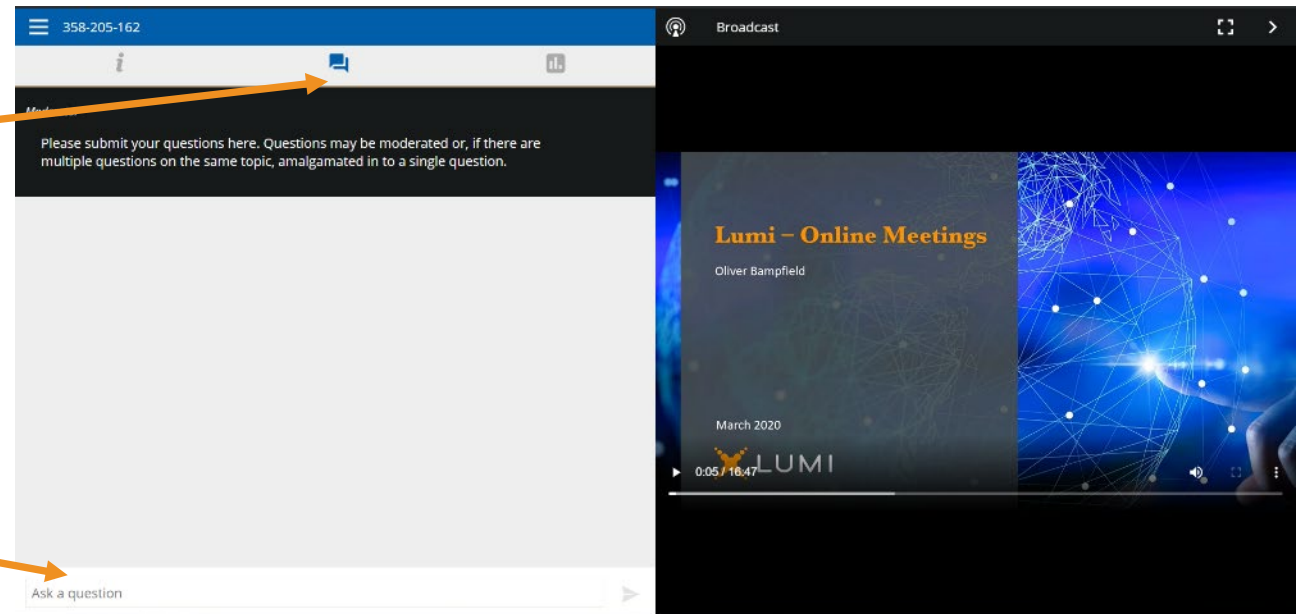 358-205-162
Please submit your questions here. Questions may be moderated or, if there are
multiple questions on the same topic, amalgamated in to a single question.
Ask a question
Broadcast
Lumi – Online Meetings
Oliver Bampfield
March 2020
LUMI
0:05 / 16:47